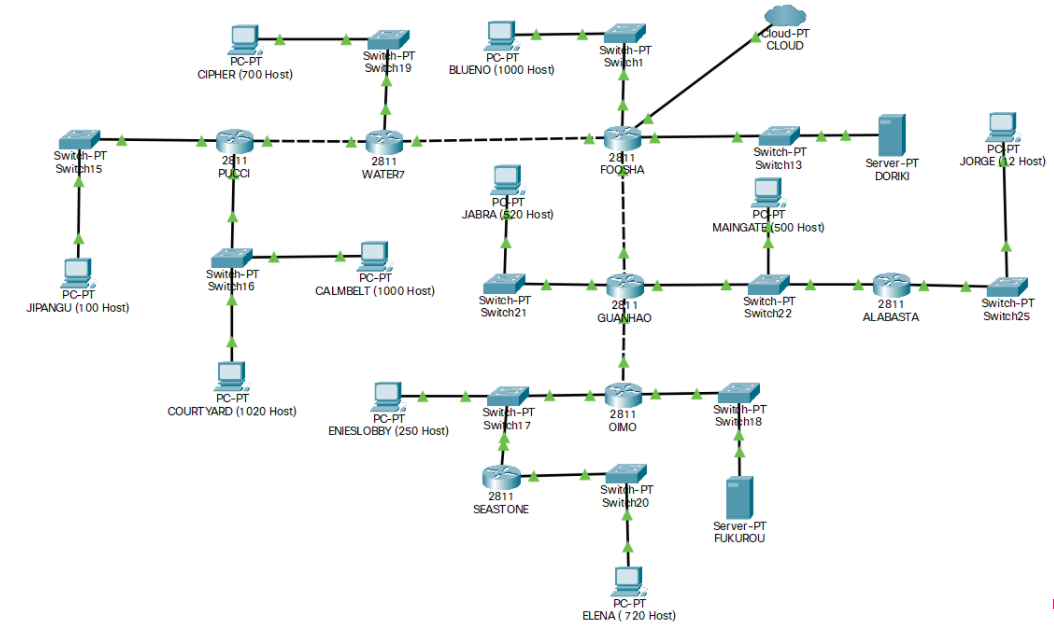 Cloud-PT
CLOUD
PC-PT
CIPHER (700 Host)
Switch-PT
Switch19
PC-PT
BLUENO (1000 Host)
Switch-PT
Switch1
Switch-PT
Switch15
2811
PUCCI
2811
WATER7
2811
FOOSHA
Switch-PT
Switch13
Server-PT
DORIKI
PC-PT
JORGE (12 Host)
PC-PT
JABRA (520 Host)
PC-PT
MAINGATE (500 Host)
PC-PT
JIPANGU (100 Host)
Switch-PT
Switch16
PC-PT
CALMBELT (1000 Host)
Switch-PT
Switch21
2811
GUANHAO
Switch-PT
Switch22
2811
ALABASTA
Switch-PT
Switch25
PC-PT
COURTYARD (1020 Host)
PC-PT
ENIESLOBBY (250 Host)
Switch-PT
Switch17
2811
OIMO
Switch-PT
Switch18
2811
SEASTONE
Switch-PT
Switch20
Server-PT
FUKUROU
PC-PT
ELENA ( 720 Host)